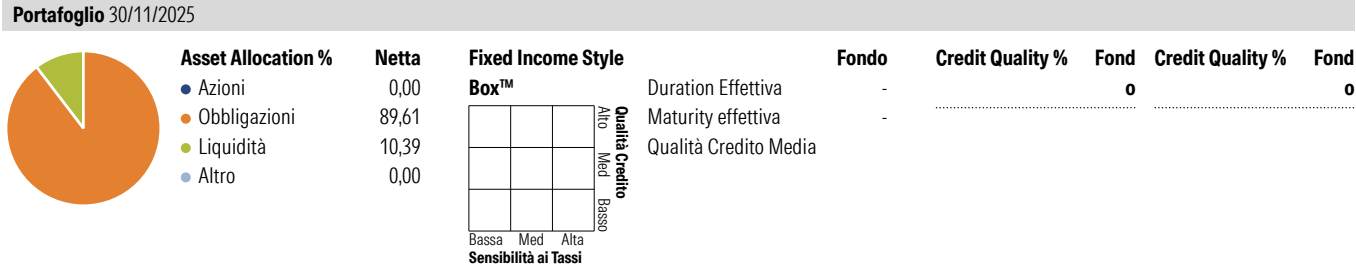 Portafoglio 30/11/2025
Asset Allocation % Netta
Azioni 0,00
Obbligazioni 89,61
Liquidità 10,39
Altro 0,00
Fixed Income Style
Box™
Alto Med Basso
Qualità Credito
Bassa Med Alta
Sensibilità ai Tassi
Fondo
Duration Effettiva -
Maturity effettiva -
Qualità Credito Media
Credit Quality % Fond
o
Credit Quality % Fond
o